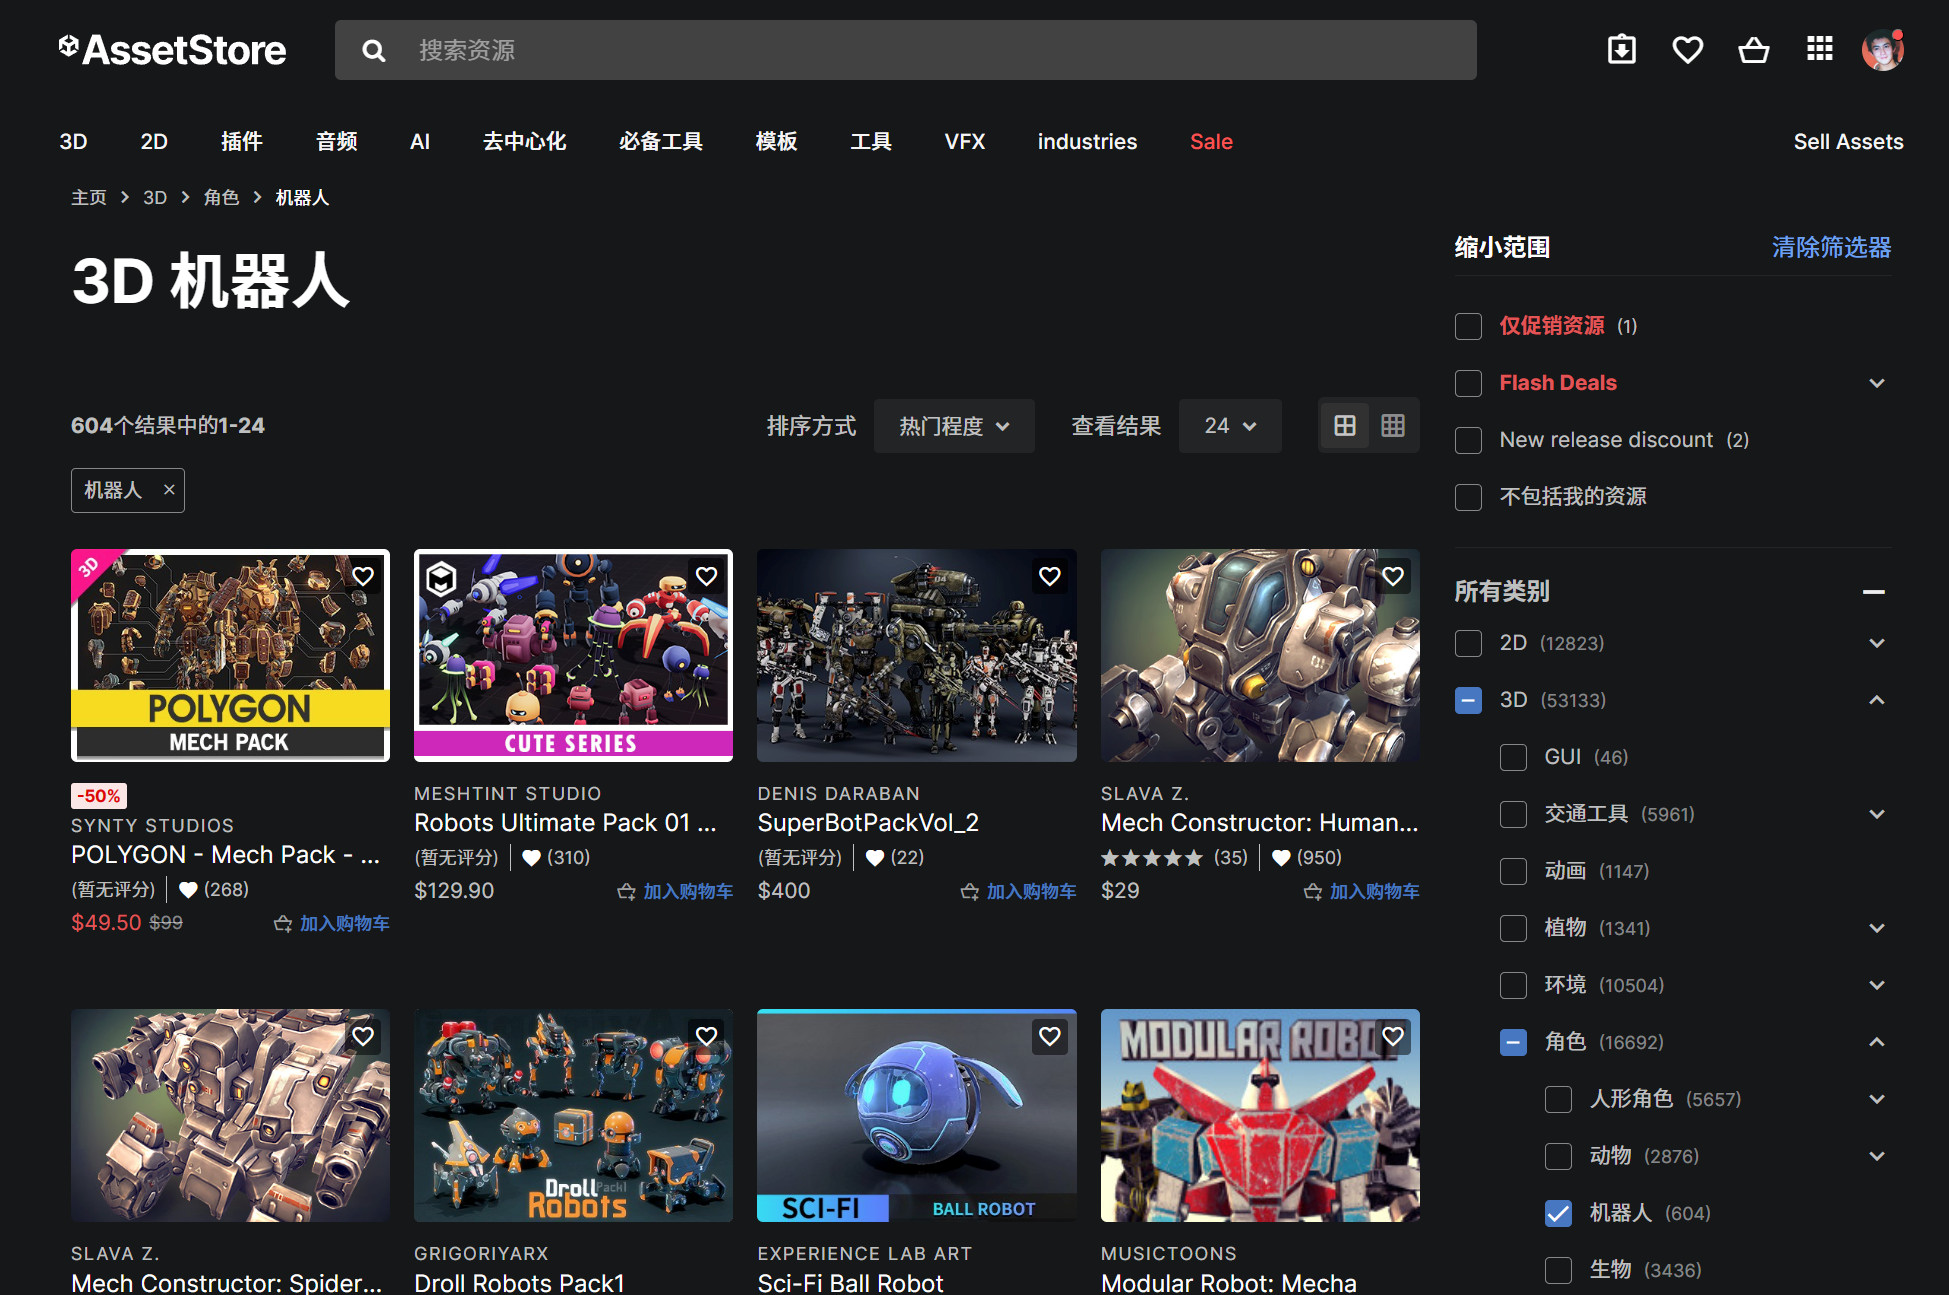 AssetStore
搜索资源
3D 2D 插件 音频 AI 去中心化 必备工具 模板 工具 VFX industries Sale Sell Assets
主页 > 3D > 角色 > 机器人
3D 机器人
604个结果中的1-24
排序方式 热门程度 查看结果 24
机器人 ×
3D
POLYGON
MECH PACK
-50%
SYNTY STUDIOS
POLYGON - Mech Pack - ...
(暂无评分) (268)
$49.50 $99 加入购物车
CUTE SERIES
MESHTINT STUDIO
Robots Ultimate Pack 01 ...
(暂无评分) (310)
$129.90 加入购物车
04
DENIS DARABAN
SuperBotPackVol_2
(暂无评分) (22)
$400 加入购物车
01
SLAVA Z.
Mech Constructor: Human...
★★★★★ (35) (950)
$29 加入购物车
SLAVA Z.
Mech Constructor: Spider...
Droll Pack1
Robots
GRIGORIYARX
Droll Robots Pack1
SCI-FI BALL ROBOT
EXPERIENCE LAB ART
Sci-Fi Ball Robot
MODULAR ROBO
MUSICTOONS
Modular Robot: Mecha
缩小范围 清除筛选器
仅促销资源 (1)
Flash Deals
New release discount (2)
不包括我的资源
所有类别
2D (12823)
3D (53133)
GUI (46)
交通工具 (5961)
动画 (1147)
植物 (1341)
环境 (10504)
角色 (16692)
人形角色 (5657)
动物 (2876)
机器人 (604)
生物 (3436)